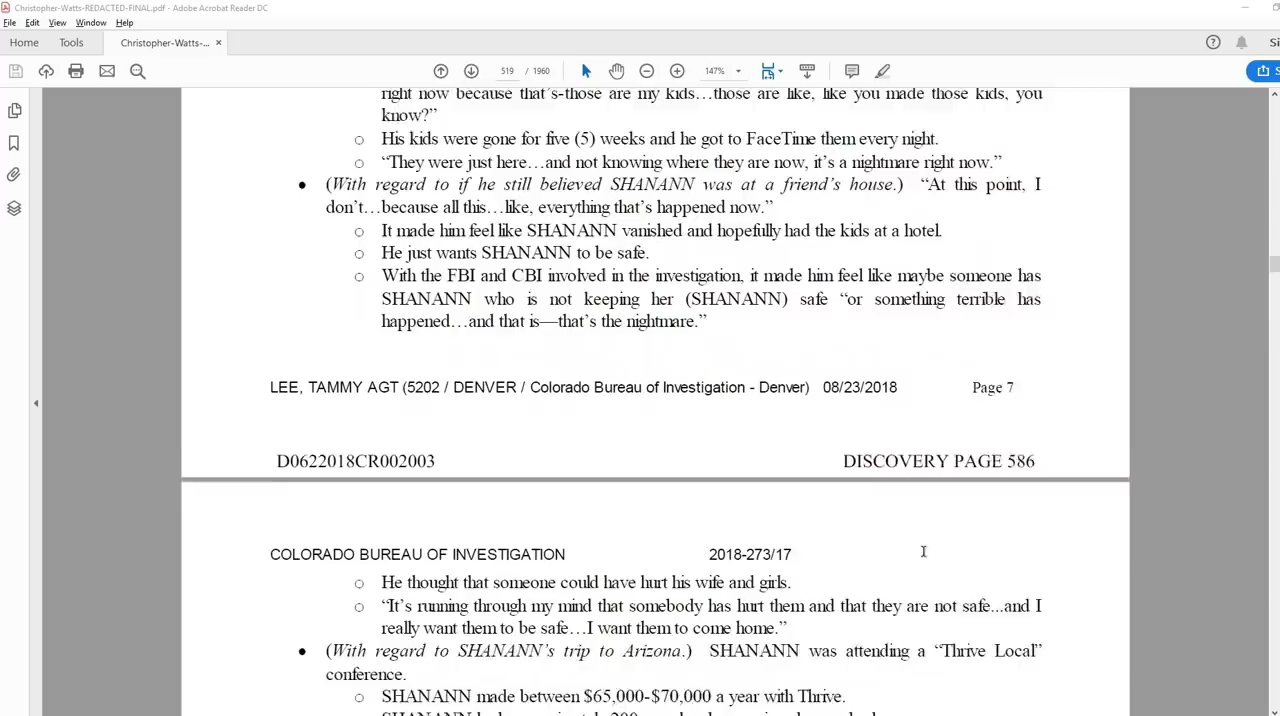 Christopher-Watts-REDACTED-FINAL.pdf - Adobe Acrobat Reader DC
File Edit View Window Help
Home Tools Christopher-Watts-... ×
519 / 1960 147%
right now because that's-those are my kids…those are like, like you made those kids, you
know?"
○ His kids were gone for five (5) weeks and he got to FaceTime them every night.
○ "They were just here…and not knowing where they are now, it's a nightmare right now."
• (With regard to if he still believed SHANANN was at a friend's house.) "At this point, I
don't…because all this…like, everything that's happened now."
○ It made him feel like SHANANN vanished and hopefully had the kids at a hotel.
○ He just wants SHANANN to be safe.
○ With the FBI and CBI involved in the investigation, it made him feel like maybe someone has
SHANANN who is not keeping her (SHANANN) safe "or something terrible has
happened…and that is—that's the nightmare."
LEE, TAMMY AGT (5202 / DENVER / Colorado Bureau of Investigation - Denver) 08/23/2018 Page 7
D0622018CR002003 DISCOVERY PAGE 586
COLORADO BUREAU OF INVESTIGATION 2018-273/17
○ He thought that someone could have hurt his wife and girls.
○ "It's running through my mind that somebody has hurt them and that they are not safe...and I
really want them to be safe…I want them to come home."
• (With regard to SHANANN's trip to Arizona.) SHANANN was attending a "Thrive Local"
conference.
○ SHANANN made between $65,000-$70,000 a year with Thrive.